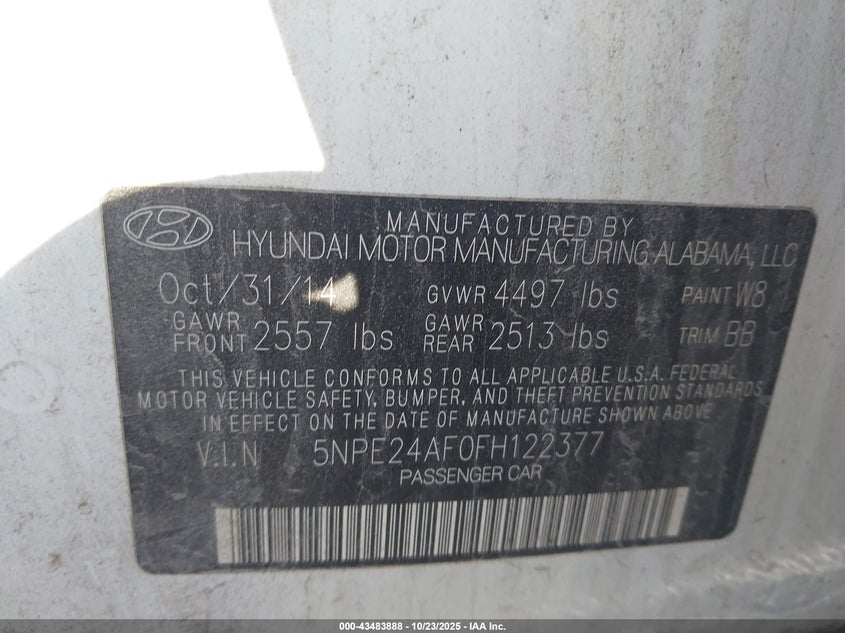 MANUFACTURED BY
HYUNDAI MOTOR MANUFACTURING ALABAMA, LLC
Oct/31/14 GVWR 4497 lbs PAINT W8
GAWR FRONT 2557 lbs GAWR REAR 2513 lbs TRIM BB
THIS VEHICLE CONFORMS TO ALL APPLICABLE U.S.A. FEDERAL
MOTOR VEHICLE SAFETY, BUMPER, AND THEFT PREVENTION STANDARDS
IN EFFECT ON THE DATE OF MANUFACTURE SHOWN ABOVE
V.I.N 5NPE24AF0FH122377
PASSENGER CAR
000-43483888 - 10/23/2025 - IAA Inc.